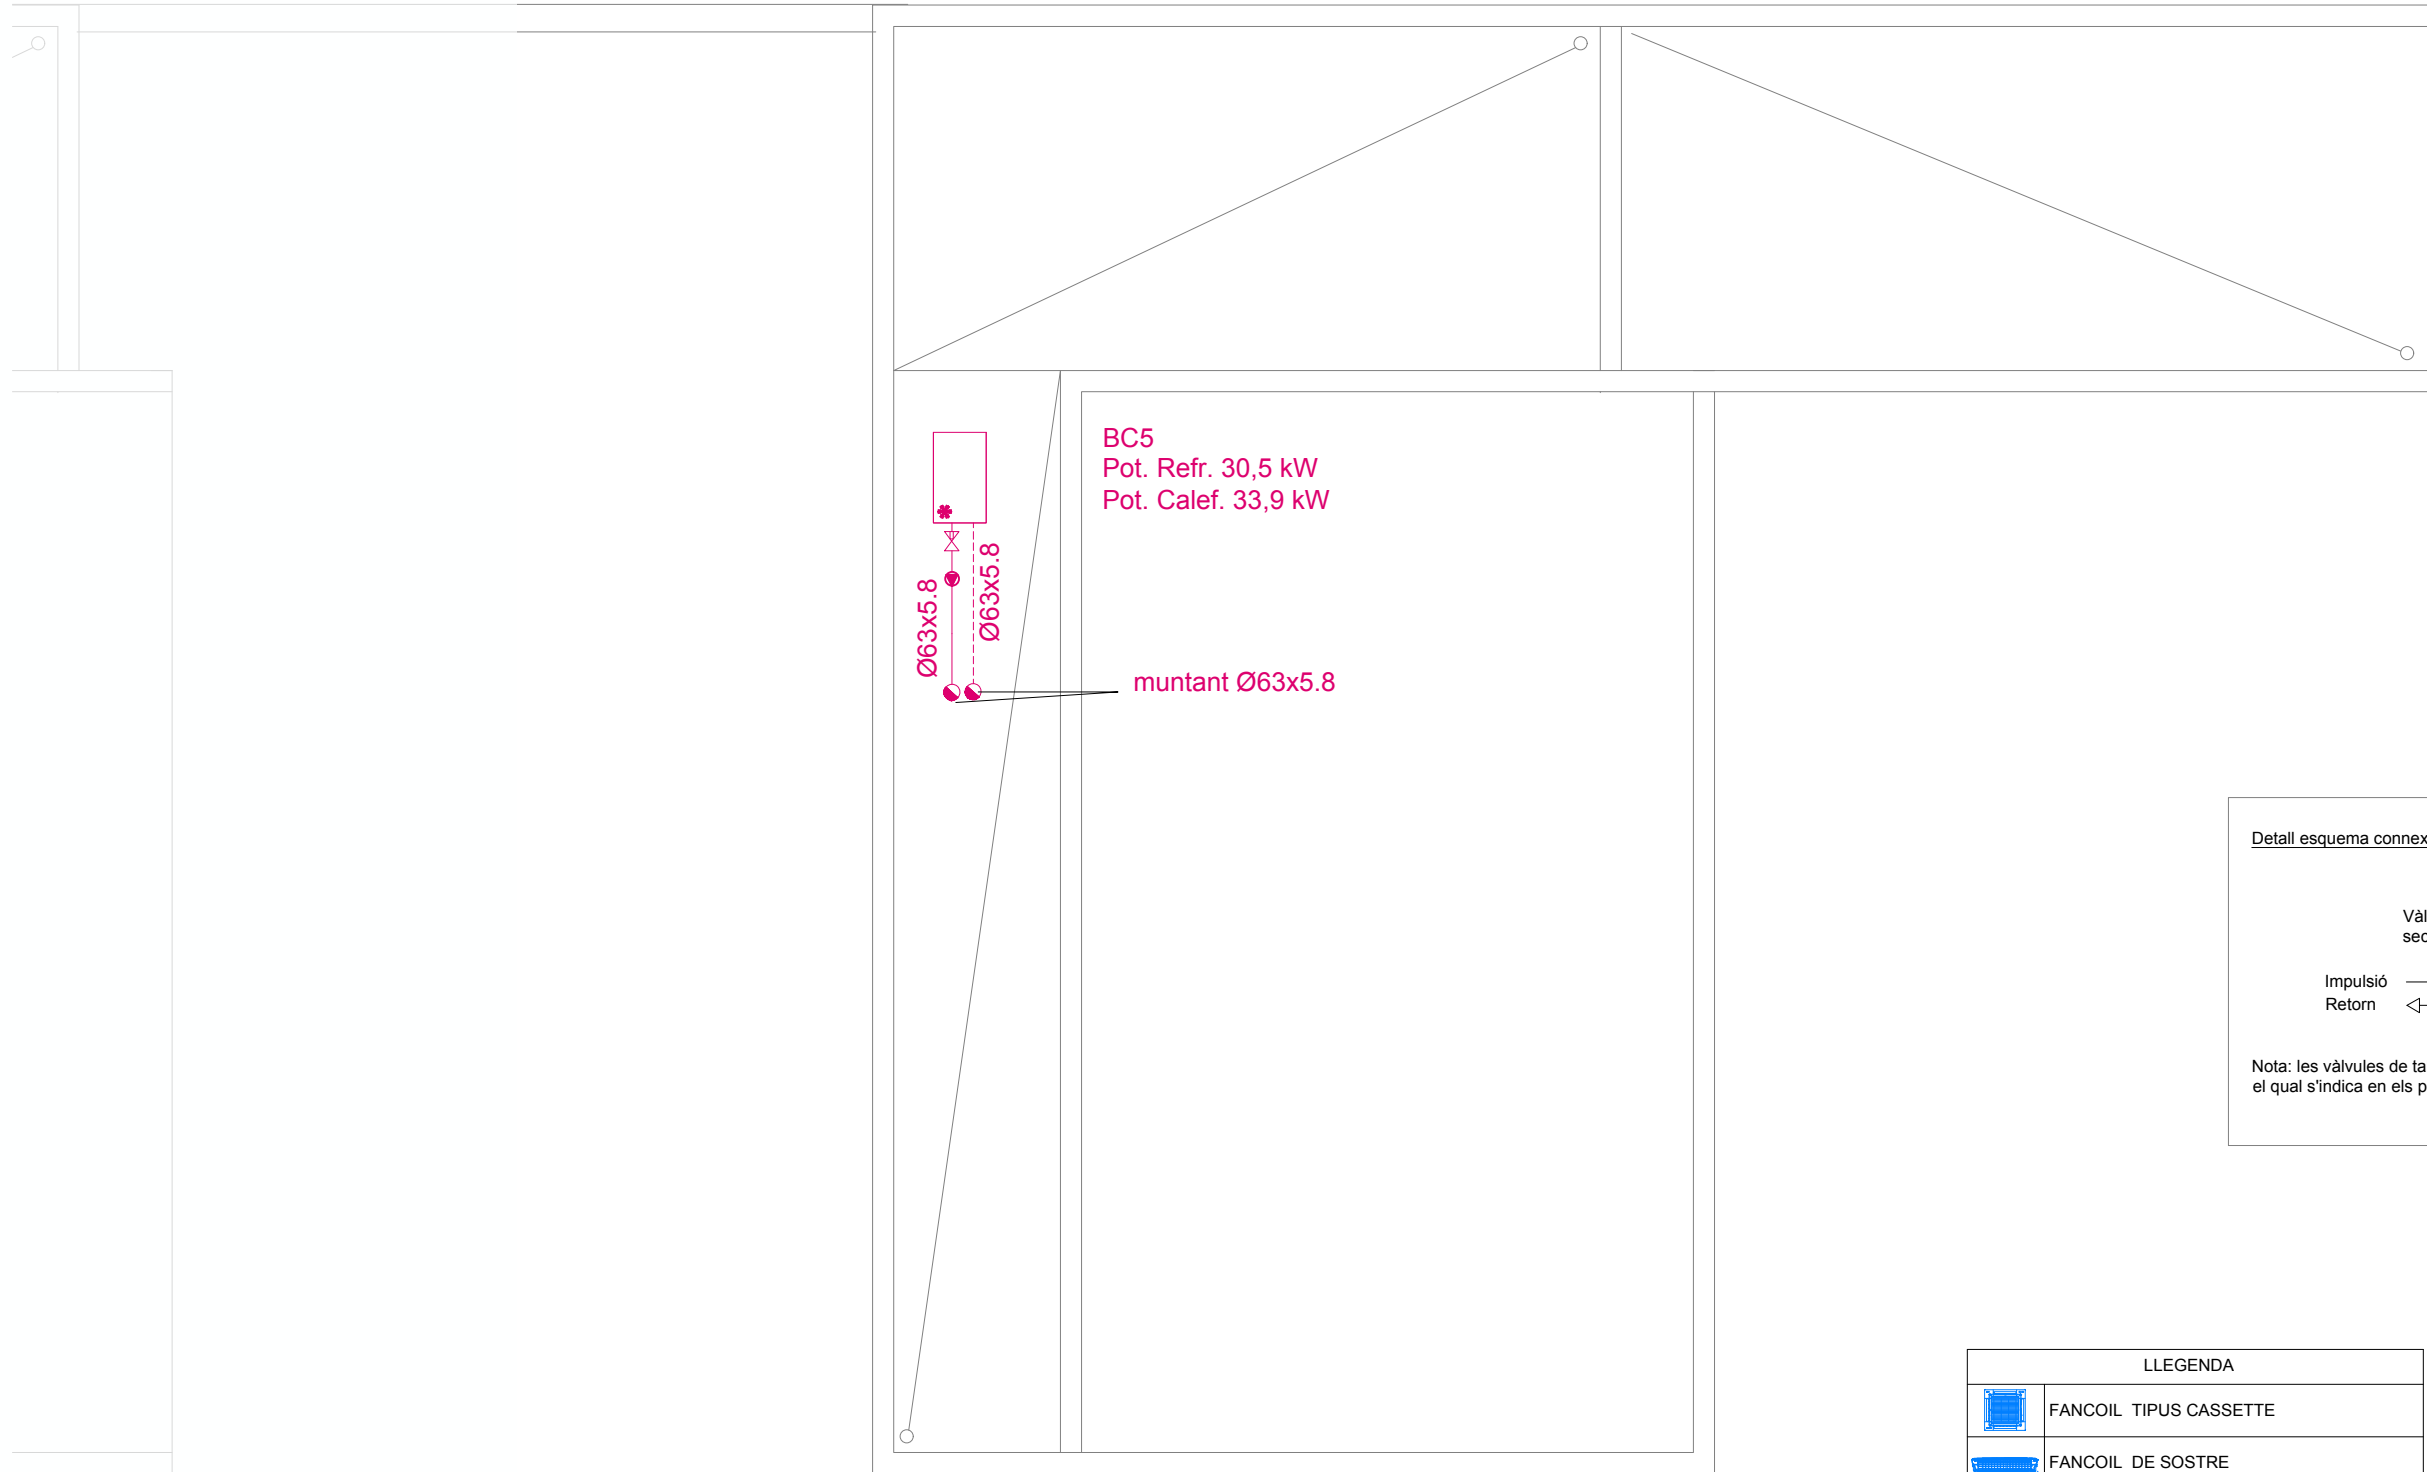 BC5
Pot. Refr. 30,5 kW
Pot. Calef. 33,9 kW
Ø63x5.8
Ø63x5.8
muntant Ø63x5.8
Detall esquema
Impulsió
Retorn
Nota: les vàlvules de
el qual s'indica en els
LLEGENDA
FANCOIL TIPUS CASSETTE
FANCOIL DE SOSTRE